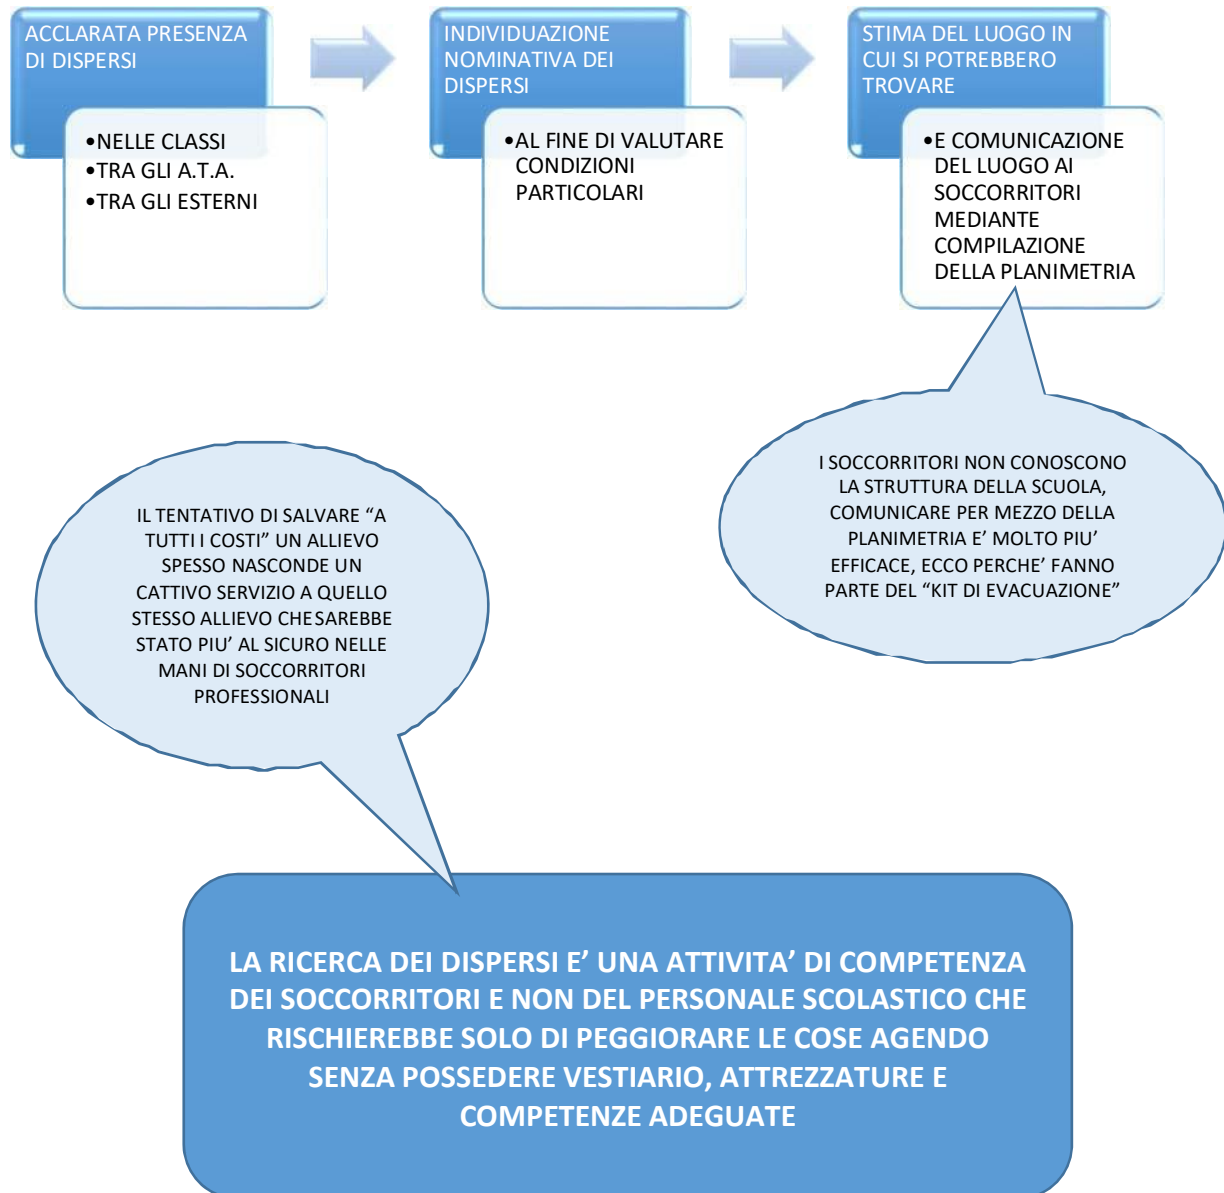 ACCLARATA PRESENZA
DI DISPERSI
•NELLE CLASSI
•TRA GLI A.T.A.
•TRA GLI ESTERNI
INDIVIDUAZIONE
NOMINATIVA DEI
DISPERSI
•AL FINE DI VALUTARE
CONDIZIONI
PARTICOLARI
STIMA DEL LUOGO IN
CUI SI POTREBBERO
TROVARE
•E COMUNICAZIONE
DEL LUOGO AI
SOCCORRITORI
MEDIANTE
COMPILAZIONE
DELLA PLANIMETRIA
I SOCCORRITORI NON CONOSCONO
LA STRUTTURA DELLA SCUOLA,
COMUNICARE PER MEZZO DELLA
PLANIMETRIA E’ MOLTO PIU’
EFFICACE, ECCO PERCHE’ FANNO
PARTE DEL “KIT DI EVACUAZIONE”
IL TENTATIVO DI SALVARE “A
TUTTI I COSTI” UN ALLIEVO
SPESSO NASCONDE UN
CATTIVO SERVIZIO A QUELLO
STESSO ALLIEVO CHE SAREBBE
STATO PIU’ AL SICURO NELLE
MANI DI SOCCORRITORI
PROFESSIONALI
LA RICERCA DEI DISPERSI E’ UNA ATTIVITA’ DI COMPETENZA
DEI SOCCORRITORI E NON DEL PERSONALE SCOLASTICO CHE
RISCHIEREBBE SOLO DI PEGGIORARE LE COSE AGENDO
SENZA POSSEDERE VESTIARIO, ATTREZZATURE E
COMPETENZE ADEGUATE